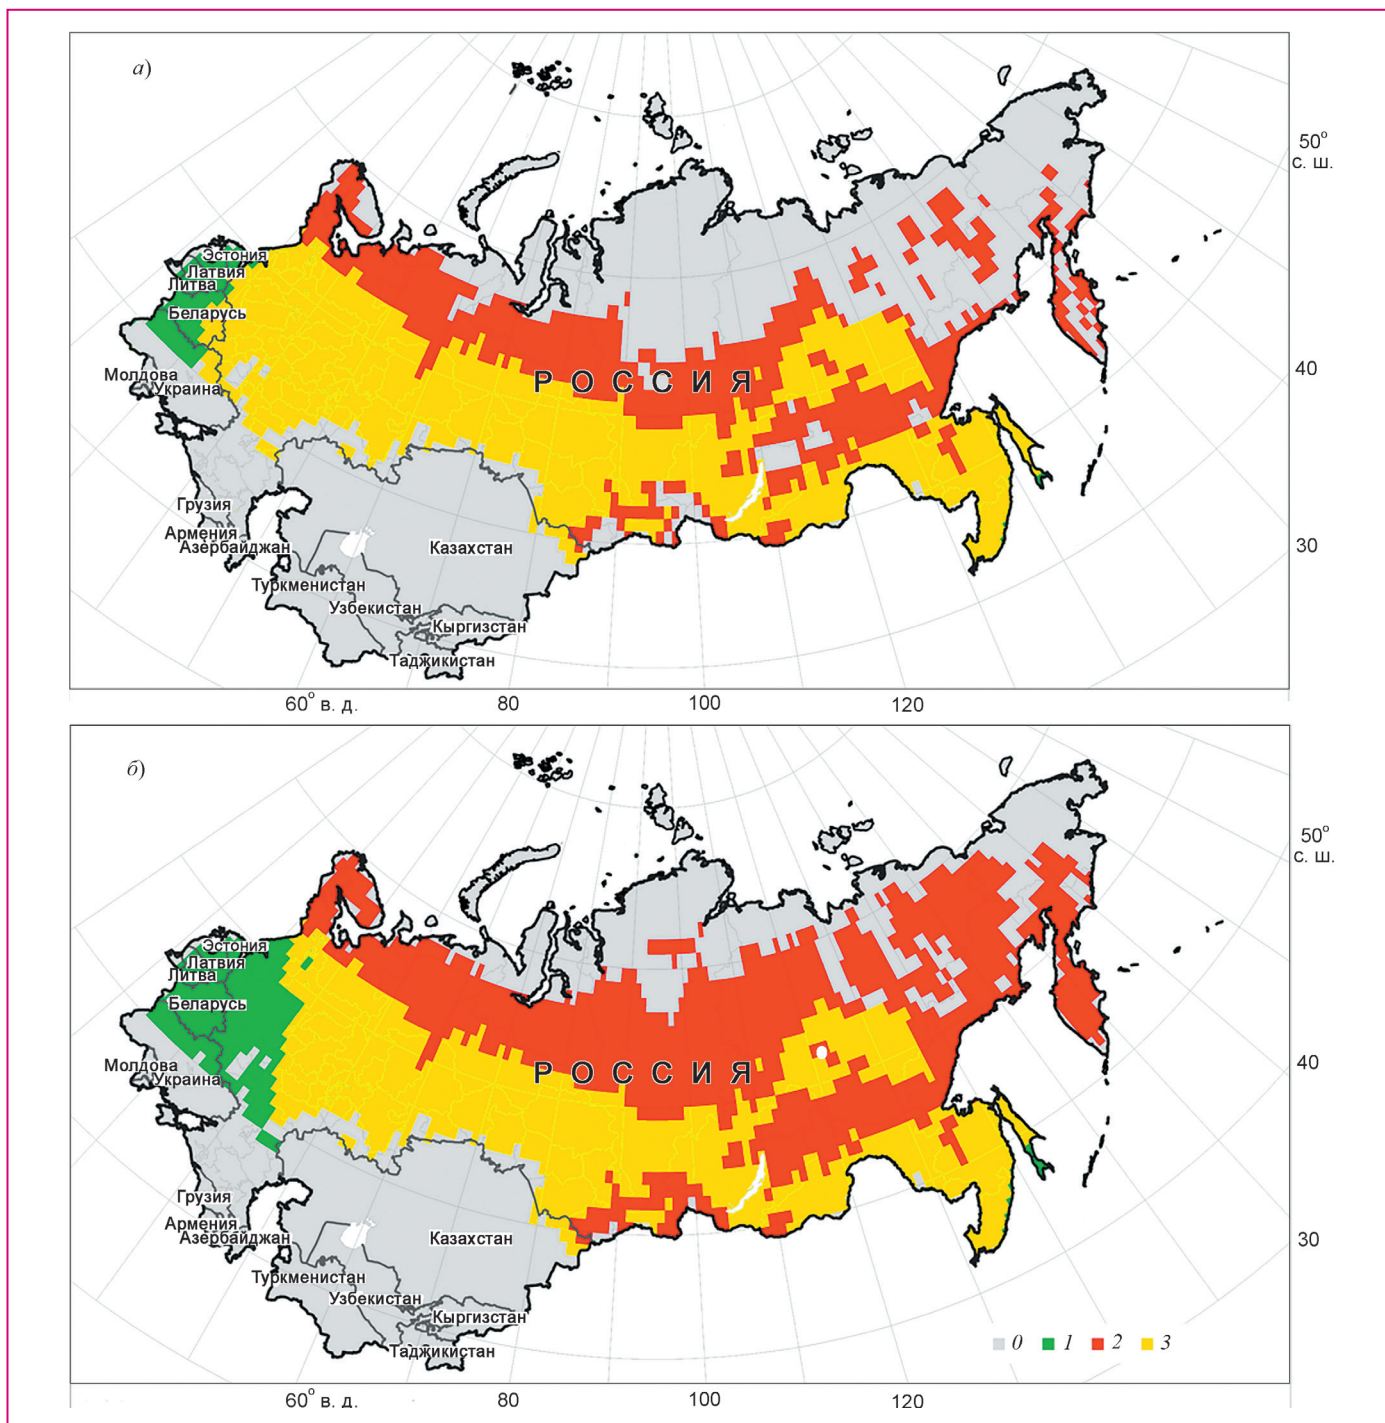 а)
50°
с. ш.
Эстония
Латвия
Литва
Беларусь
40
Молдова
Украина
РОССИЯ
Грузия
Армения
Азербайджан
Казахстан
30
Туркменистан
Узбекистан
Кыргизстан
Таджикистан
60° в. д.
80
100
120
б)
50°
с. ш.
Эстония
Латвия
Литва
Беларусь
40
Молдова
Украина
РОССИЯ
Грузия
Армения
Азербайджан
Казахстан
30
Туркменистан
Узбекистан
Кыргизстан
Таджикистан
0 1 2 3
60° в. д.
80
100
120